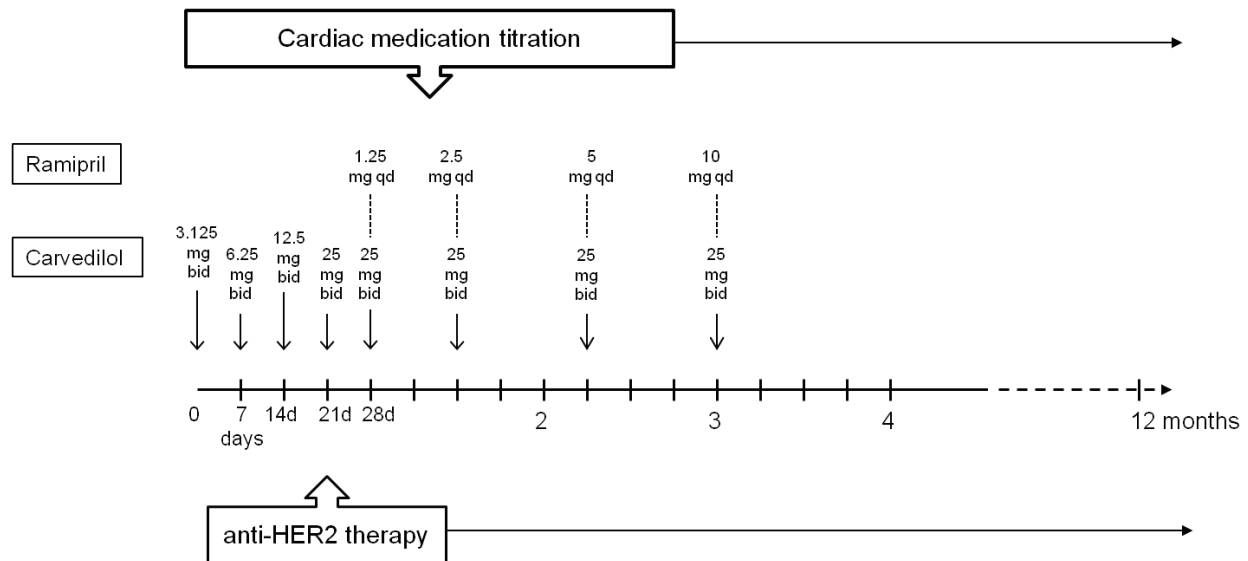 Cardiac medication titration
Ramipril
1.25
mg qd
2.5
mg qd
5
mg qd
10
mg qd
Carvedilol
3.125
mg
bid
6.25
mg
bid
12.5
mg
bid
25
mg
bid
25
mg
bid
25
mg
bid
25
mg
bid
25
mg
bid
0
7
days
14d
21d
28d
2
3
4
12 months
anti-HER2 therapy